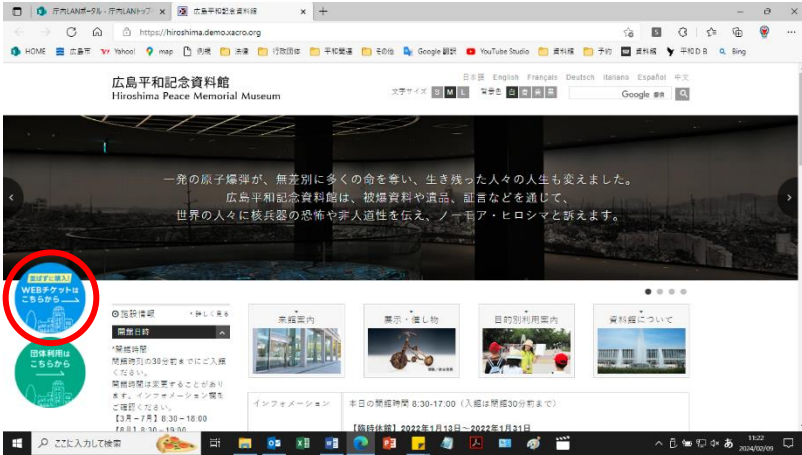 庁内LANポータル - 庁内LANトップ
広島平和記念資料館
https://hiroshima.demo.xacro.org
HOME 広島市 Yahoo! map 例規 法律 行政団体 平和関連 その他 Google 翻訳 YouTube Studio 資料館 予約 資料館 平和DB Bing
広島平和記念資料館
Hiroshima Peace Memorial Museum
日本語 English Français Deutsch Italiano Español 中文
文字サイズ S M L 背景色 白 青 黄 黒 Google 提供
一発の原子爆弾が、無差別に多くの命を奪い、生き残った人々の人生も変えました。
広島平和記念資料館は、被爆資料や遺品、証言などを通じて、
世界の人々に核兵器の恐怖や非人道性を伝え、ノーモア・ヒロシマと訴えます。
並ばずに購入!
WEBチケットは
こちらから
団体利用は
こちらから
施設情報 ・詳しく見る
開館日時
*開館時間
閉館時刻の30分前までにご入館
ください。
開館時間は変更することがあり
ます。インフォメーション欄を
ご確認ください。
【3月-7月】8:30-18:00
【8月】8:30-19:00
来館案内
展示・催し物
目的別利用案内
資料館について
インフォメーション
本日の開館時間 8:30-17:00(入館は閉館30分前まで)
【臨時休館】2022年1月13日~2022年1月31日
ここに入力して検索
あ
11:22
2024/02/09